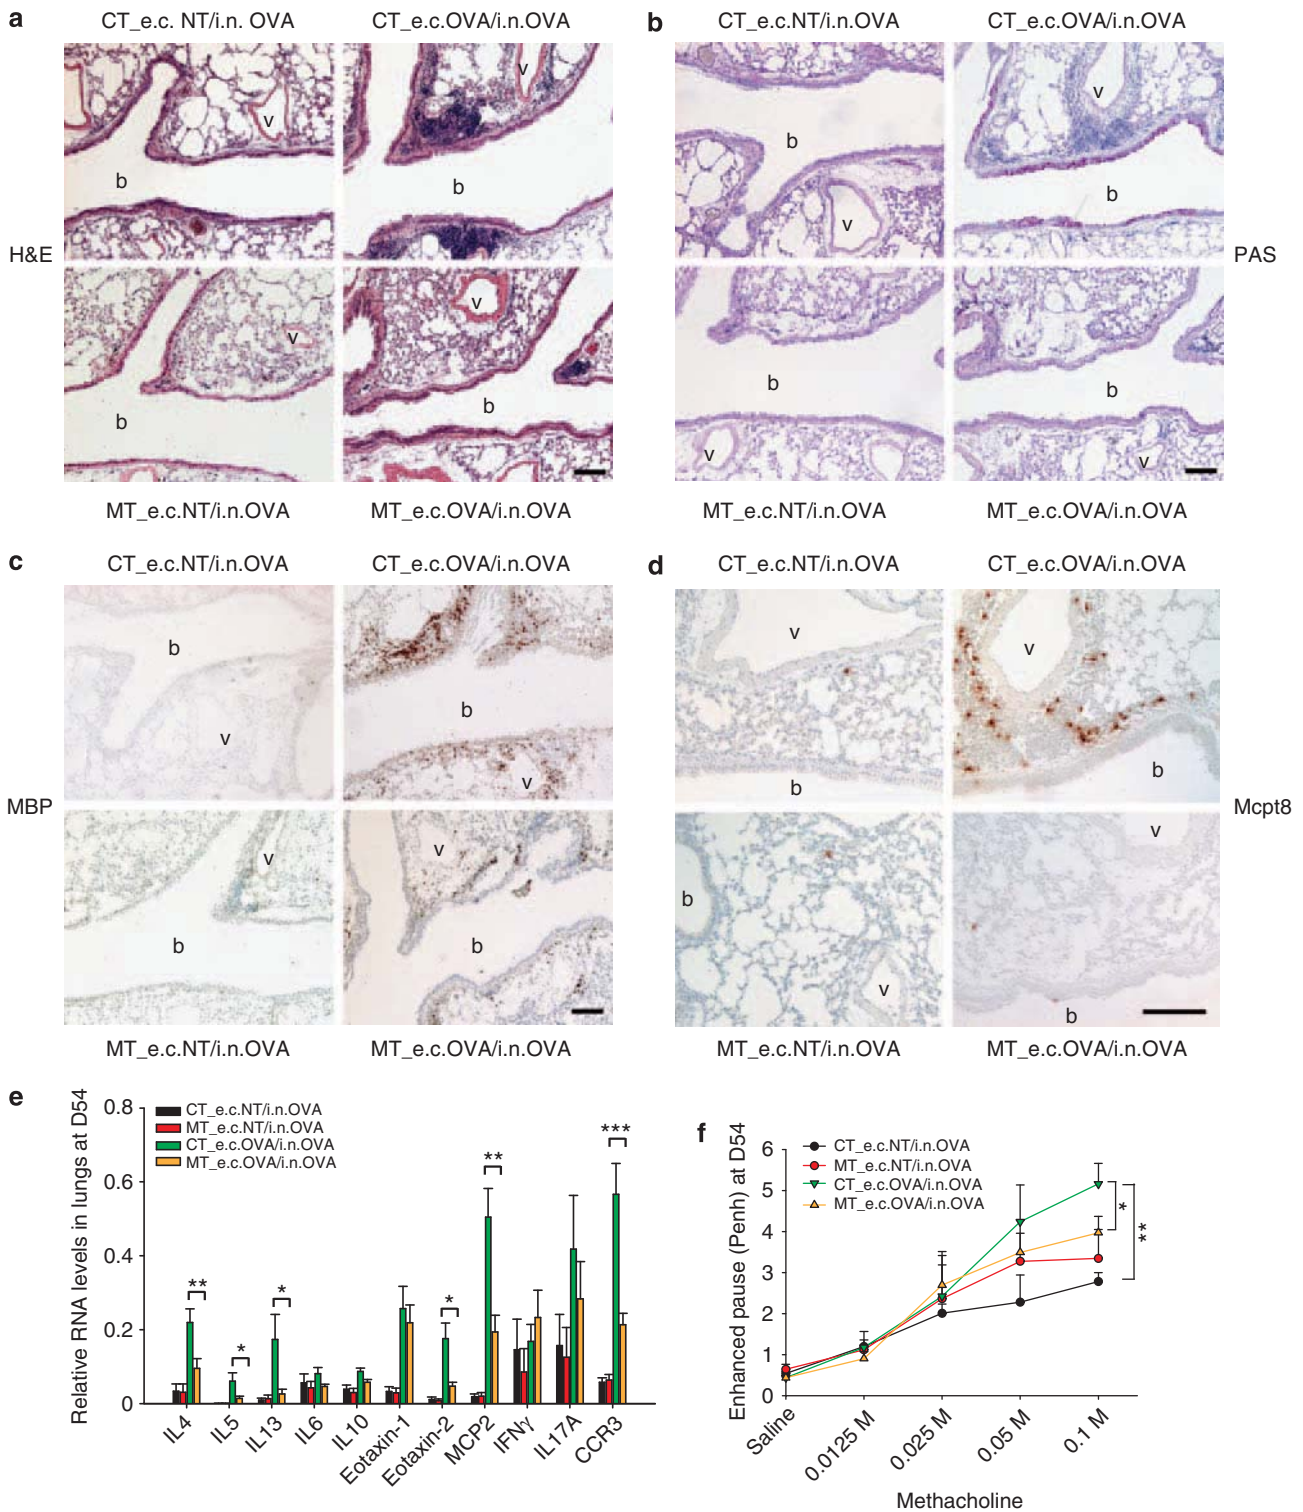 a
CT_e.c. NT/i.n. OVA
CT_e.c.OVA/i.n.OVA
H&E
v
v
b
b
v
v
b
b
MT_e.c.NT/i.n.OVA
MT_e.c.OVA/i.n.OVA
b
CT_e.c.NT/i.n.OVA
CT_e.c.OVA/i.n.OVA
PAS
b
v
v
b
b
v
b
v
MT_e.c.NT/i.n.OVA
MT_e.c.OVA/i.n.OVA
c
CT_e.c.NT/i.n.OVA
CT_e.c.OVA/i.n.OVA
MBP
b
v
b
v
v
b
v
b
MT_e.c.NT/i.n.OVA
MT_e.c.OVA/i.n.OVA
d
CT_e.c.NT/i.n.OVA
CT_e.c.OVA/i.n.OVA
Mcpt8
v
b
v
b
b
v
v
b
MT_e.c.NT/i.n.OVA
MT_e.c.OVA/i.n.OVA
e
Relative RNA levels in lungs at D54
0.8
0.6
0.4
0.2
0
CT_e.c.NT/i.n.OVA
MT_e.c.NT/i.n.OVA
CT_e.c.OVA/i.n.OVA
MT_e.c.OVA/i.n.OVA
**
*
*
*
**
***
IL4
IL5
IL13
IL6
IL10
Eotaxin-1
Eotaxin-2
MCP2
IFNγ
IL17A
CCR3
f
Enhanced pause (Penh) at D54
6
5
4
3
2
1
0
CT_e.c.NT/i.n.OVA
MT_e.c.NT/i.n.OVA
CT_e.c.OVA/i.n.OVA
MT_e.c.OVA/i.n.OVA
*
**
Saline
0.0125 M
0.025 M
0.05 M
0.1 M
Methacholine